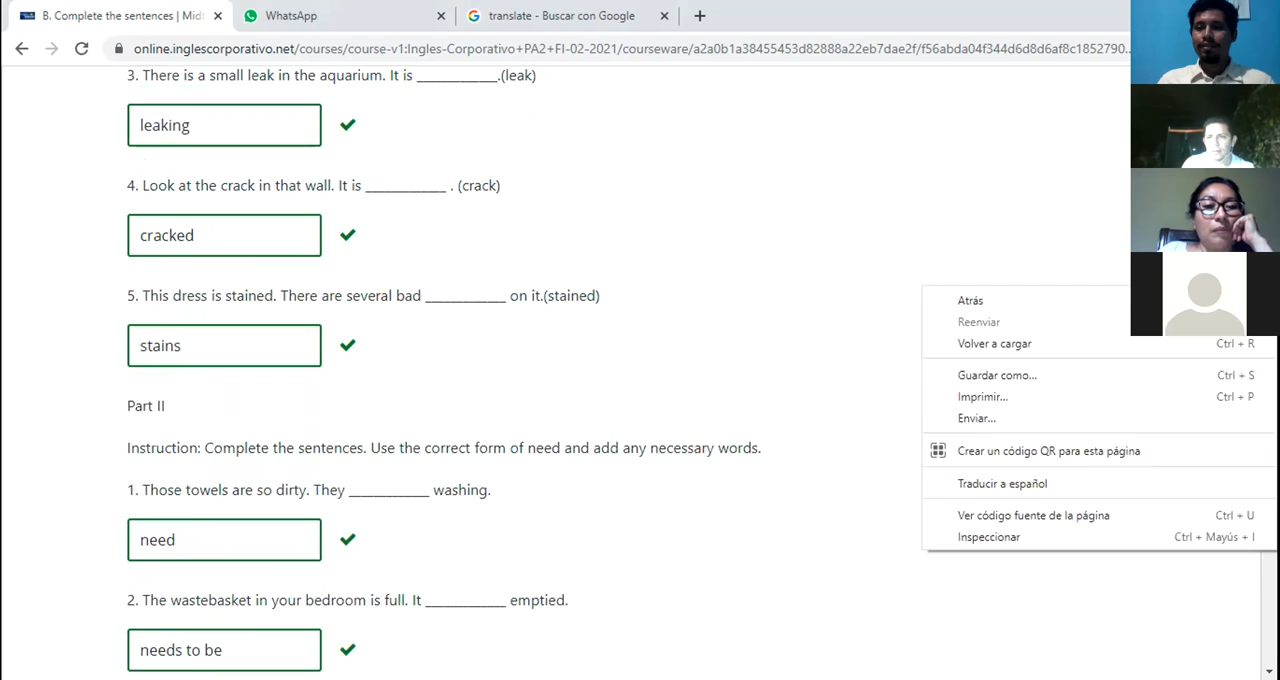 B. Complete the sentences | Midt
WhatsApp
translate - Buscar con Google
online.inglescorporativo.net/courses/course-v1:Ingles-Corporativo+PA2+FI-02-2021/courseware/a2a0b1a38455453d82888a22eb7dae2f/f56abda04f344d6d8d6af8c1852790...
3. There is a small leak in the aquarium. It is ____________.(leak)
leaking
4. Look at the crack in that wall. It is ____________ . (crack)
cracked
5. This dress is stained. There are several bad ____________ on it.(stained)
stains
Part II
Instruction: Complete the sentences. Use the correct form of need and add any necessary words.
1. Those towels are so dirty. They ____________ washing.
need
2. The wastebasket in your bedroom is full. It ____________ emptied.
needs to be
Atrás
Reenviar
Volver a cargar Ctrl + R
Guardar como... Ctrl + S
Imprimir... Ctrl + P
Enviar...
Crear un código QR para esta página
Traducir a español
Ver código fuente de la página Ctrl + U
Inspeccionar Ctrl + Mayús + I